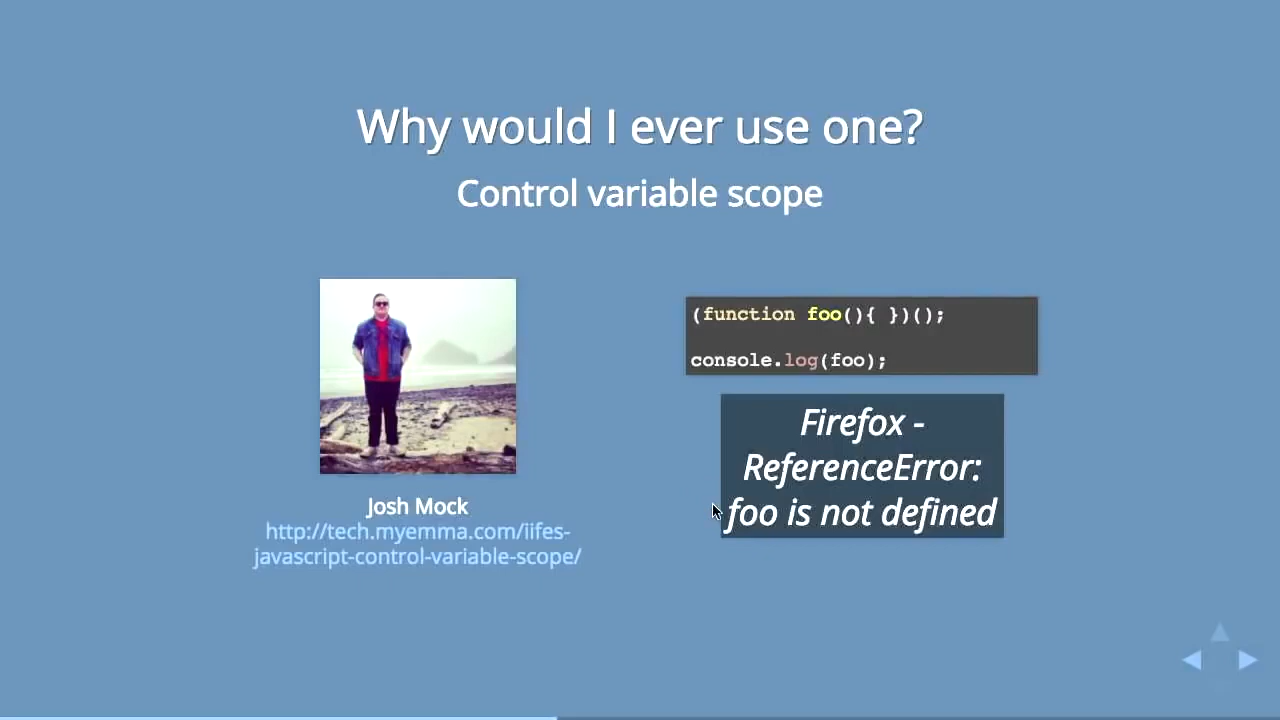 Why would I ever use one?
Control variable scope
Josh Mock
http://tech.myemma.com/iifes-
javascript-control-variable-scope/
(function foo(){ })();
console.log(foo);
Firefox -
ReferenceError:
foo is not defined